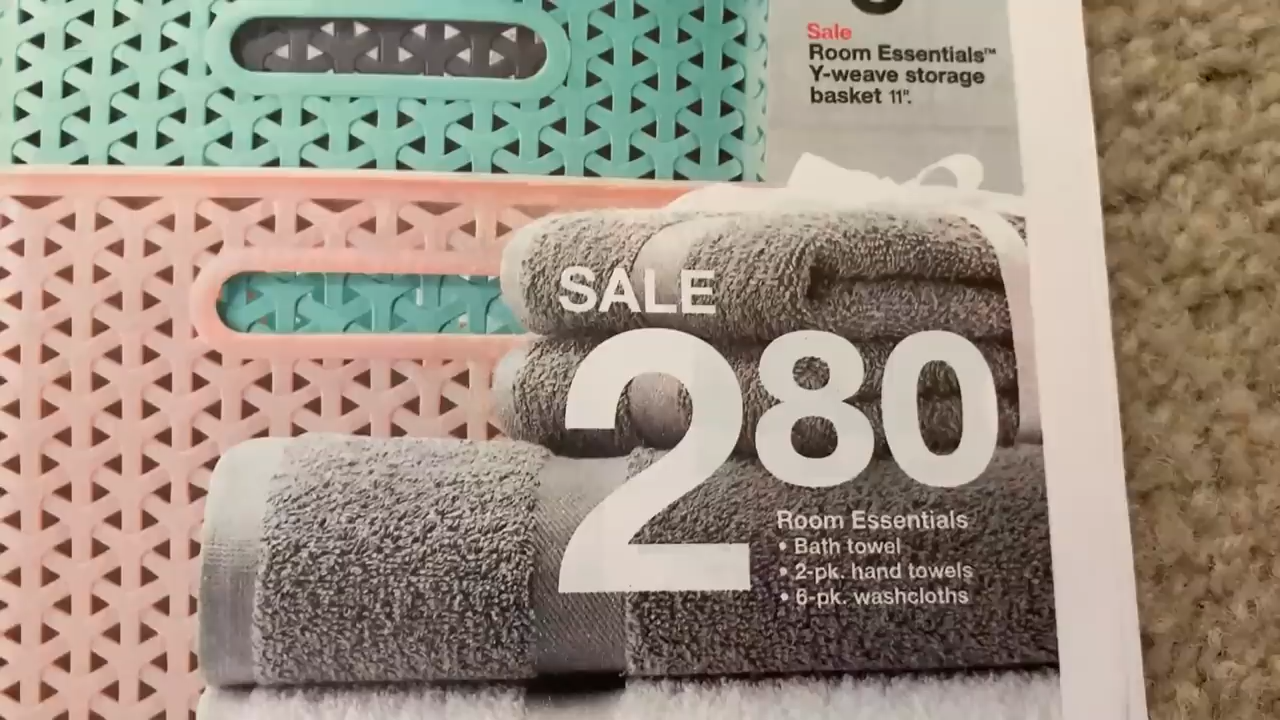 Sale
Room Essentials™
Y-weave storage
basket 11".
SALE
280
Room Essentials
• Bath towel
• 2-pk. hand towels
• 6-pk. washcloths